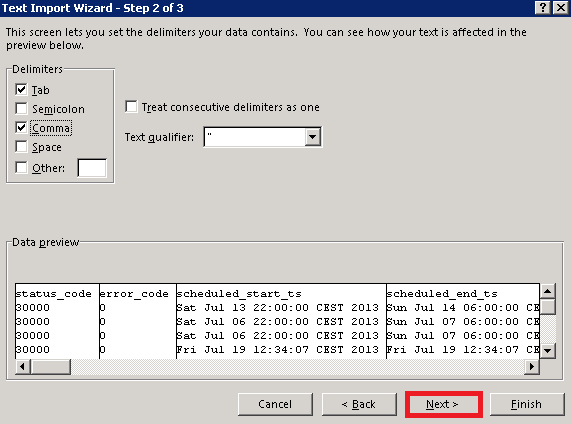 Text Import Wizard - Step 2 of 3
This screen lets you set the delimiters your data contains. You can see how your text is affected in the
preview below.
Delimiters
Tab
Semicolon
Comma
Space
Other:
Treat consecutive delimiters as one
Text qualifier: "
Data preview
status_code error_code scheduled_start_ts scheduled_end_ts
30000 0 Sat Jul 13 22:00:00 CEST 2013 Sun Jul 14 06:00:00 CE
30000 0 Sat Jul 06 22:00:00 CEST 2013 Sun Jul 07 06:00:00 CE
30000 0 Sat Jul 06 22:00:00 CEST 2013 Sun Jul 07 06:00:00 CE
30000 0 Fri Jul 19 12:34:07 CEST 2013 Fri Jul 19 12:34:07 CE
Cancel < Back Next > Finish